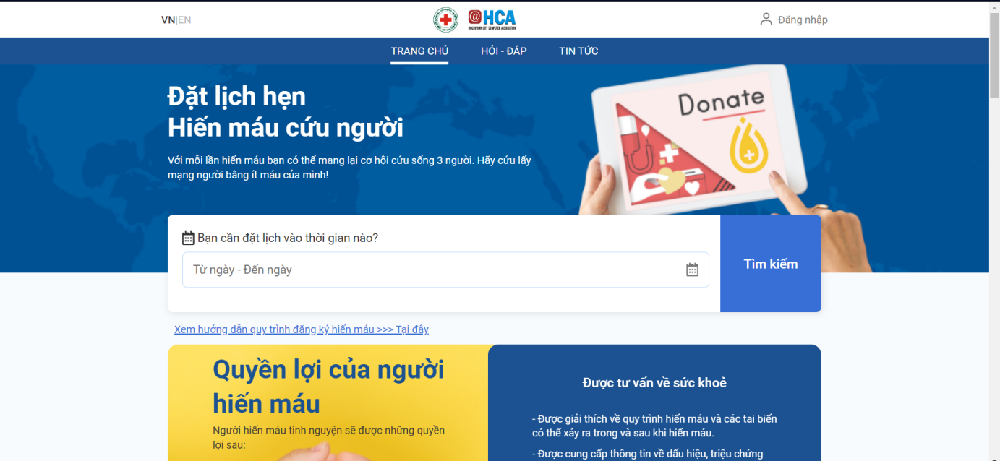 VN|EN
@HCA
HOCHIMINH CITY COMPUTER ASSOCIATION
Đăng nhập
TRANG CHỦ
HỎI - ĐÁP
TIN TỨC
Đặt lịch hẹn
Hiến máu cứu người
Với mỗi lần hiến máu bạn có thể mang lại cơ hội cứu sống 3 người. Hãy cứu lấy
mạng người bằng ít máu của mình!
Donate
Bạn cần đặt lịch vào thời gian nào?
Từ ngày - Đến ngày
Tìm kiếm
Xem hướng dẫn quy trình đăng ký hiến máu >>> Tại đây
Quyền lợi của người
hiến máu
Người hiến máu tình nguyện sẽ được những quyền
lợi sau:
Được tư vấn về sức khoẻ
- Được giải thích về quy trình hiến máu và các tai biến
có thể xảy ra trong và sau khi hiến máu.
- Được cung cấp thông tin về dấu hiệu, triệu chứng